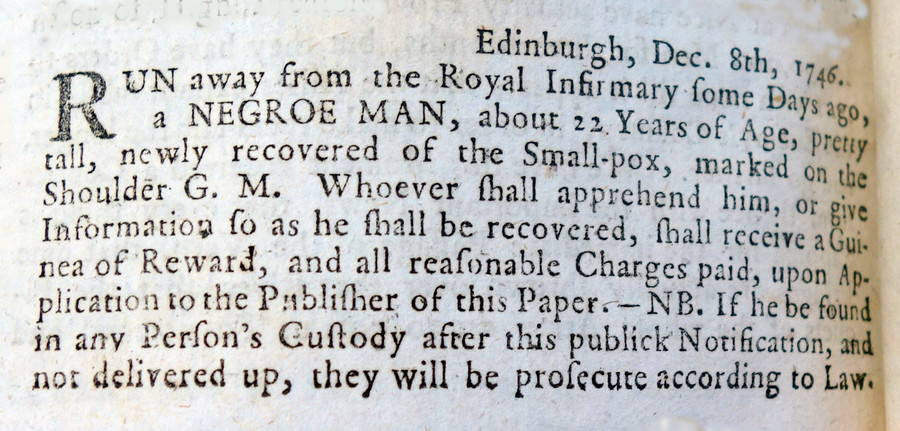 Edinburgh, Dec. 8th, 1746.
RUN away from the Royal Infirmary ſome Days ago,
a NEGROE MAN, about 22 Years of Age, pretty
tall, newly recovered of the Small-pox, marked on the
Shoulder G. M. Whoever ſhall apprehend him, or give
Information ſo as he ſhall be recovered, ſhall receive a Gui-
nea of Reward, and all reaſonable Charges paid, upon Ap-
plication to the Publiſher of this Paper.—NB. If he be found
in any Perſon's Cuſtody after this publick Notification, and
not delivered up, they will be proſecute according to Law.